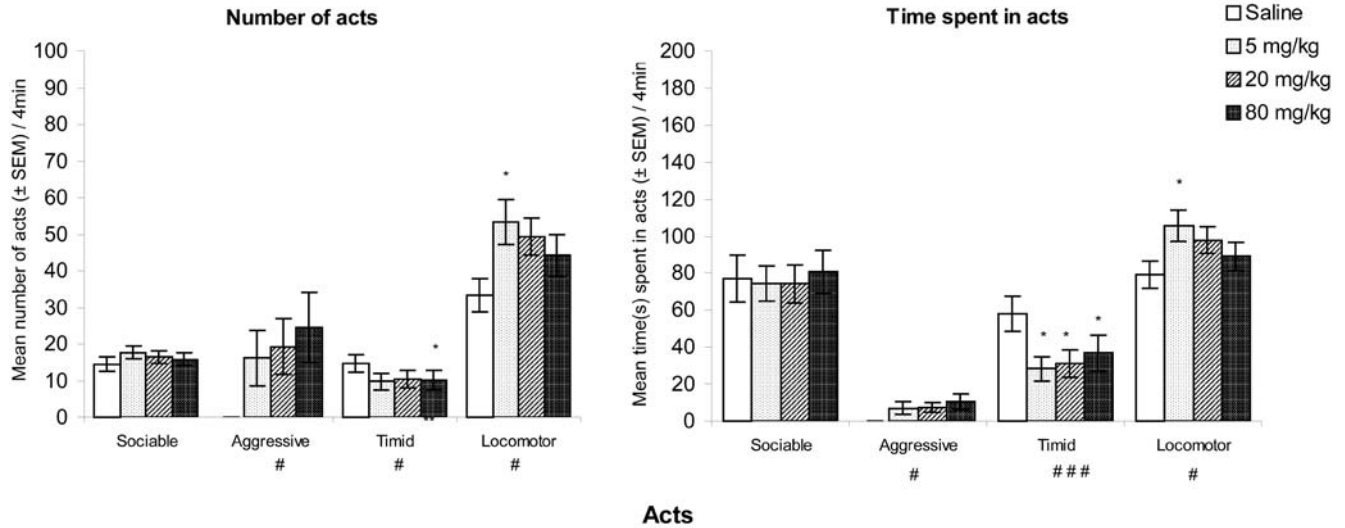 Number of acts
Mean number of acts (± SEM) / 4min
100
90
80
70
60
50
40
30
20
10
0
*
*
**
Sociable Aggressive Timid Locomotor
# # #
Time spent in acts
Mean time(s) spent in acts (± SEM) / 4min
200
180
160
140
120
100
80
60
40
20
0
*
* * *
Sociable Aggressive Timid Locomotor
# # # # #
Saline
5 mg/kg
20 mg/kg
80 mg/kg
Acts